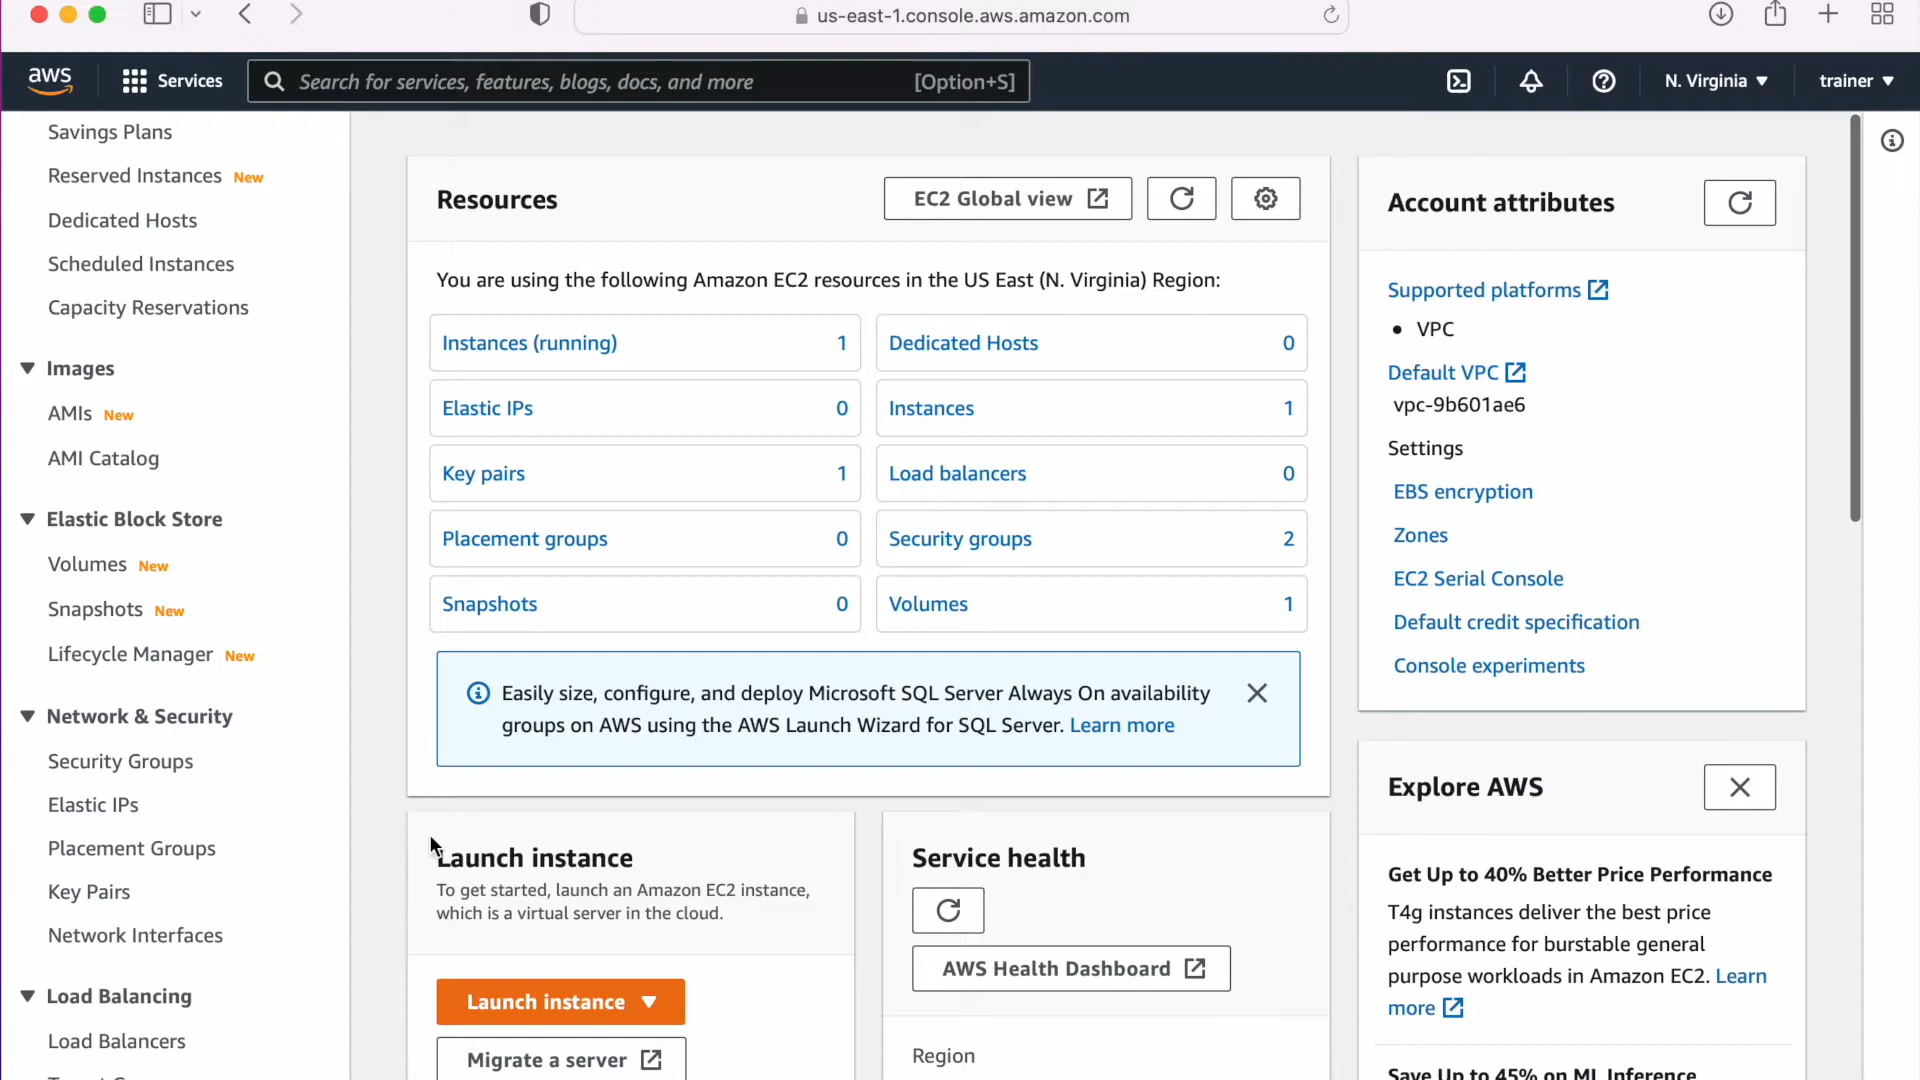 us-east-1.console.aws.amazon.com
aws
Services
Search for services, features, blogs, docs, and more
[Option+S]
N. Virginia
trainer
Savings Plans
Reserved Instances New
Dedicated Hosts
Scheduled Instances
Capacity Reservations
Images
AMIs New
AMI Catalog
Elastic Block Store
Volumes New
Snapshots New
Lifecycle Manager New
Network & Security
Security Groups
Elastic IPs
Placement Groups
Key Pairs
Network Interfaces
Load Balancing
Load Balancers
Resources
EC2 Global view
You are using the following Amazon EC2 resources in the US East (N. Virginia) Region:
Instances (running) 1
Dedicated Hosts 0
Elastic IPs 0
Instances 1
Key pairs 1
Load balancers 0
Placement groups 0
Security groups 2
Snapshots 0
Volumes 1
Easily size, configure, and deploy Microsoft SQL Server Always On availability
groups on AWS using the AWS Launch Wizard for SQL Server. Learn more
Launch instance
To get started, launch an Amazon EC2 instance,
which is a virtual server in the cloud.
Launch instance
Migrate a server
Service health
AWS Health Dashboard
Region
Account attributes
Supported platforms
• VPC
Default VPC
vpc-9b601ae6
Settings
EBS encryption
Zones
EC2 Serial Console
Default credit specification
Console experiments
Explore AWS
Get Up to 40% Better Price Performance
T4g instances deliver the best price
performance for burstable general
purpose workloads in Amazon EC2. Learn
more
Save Up to 45% on ML Inference